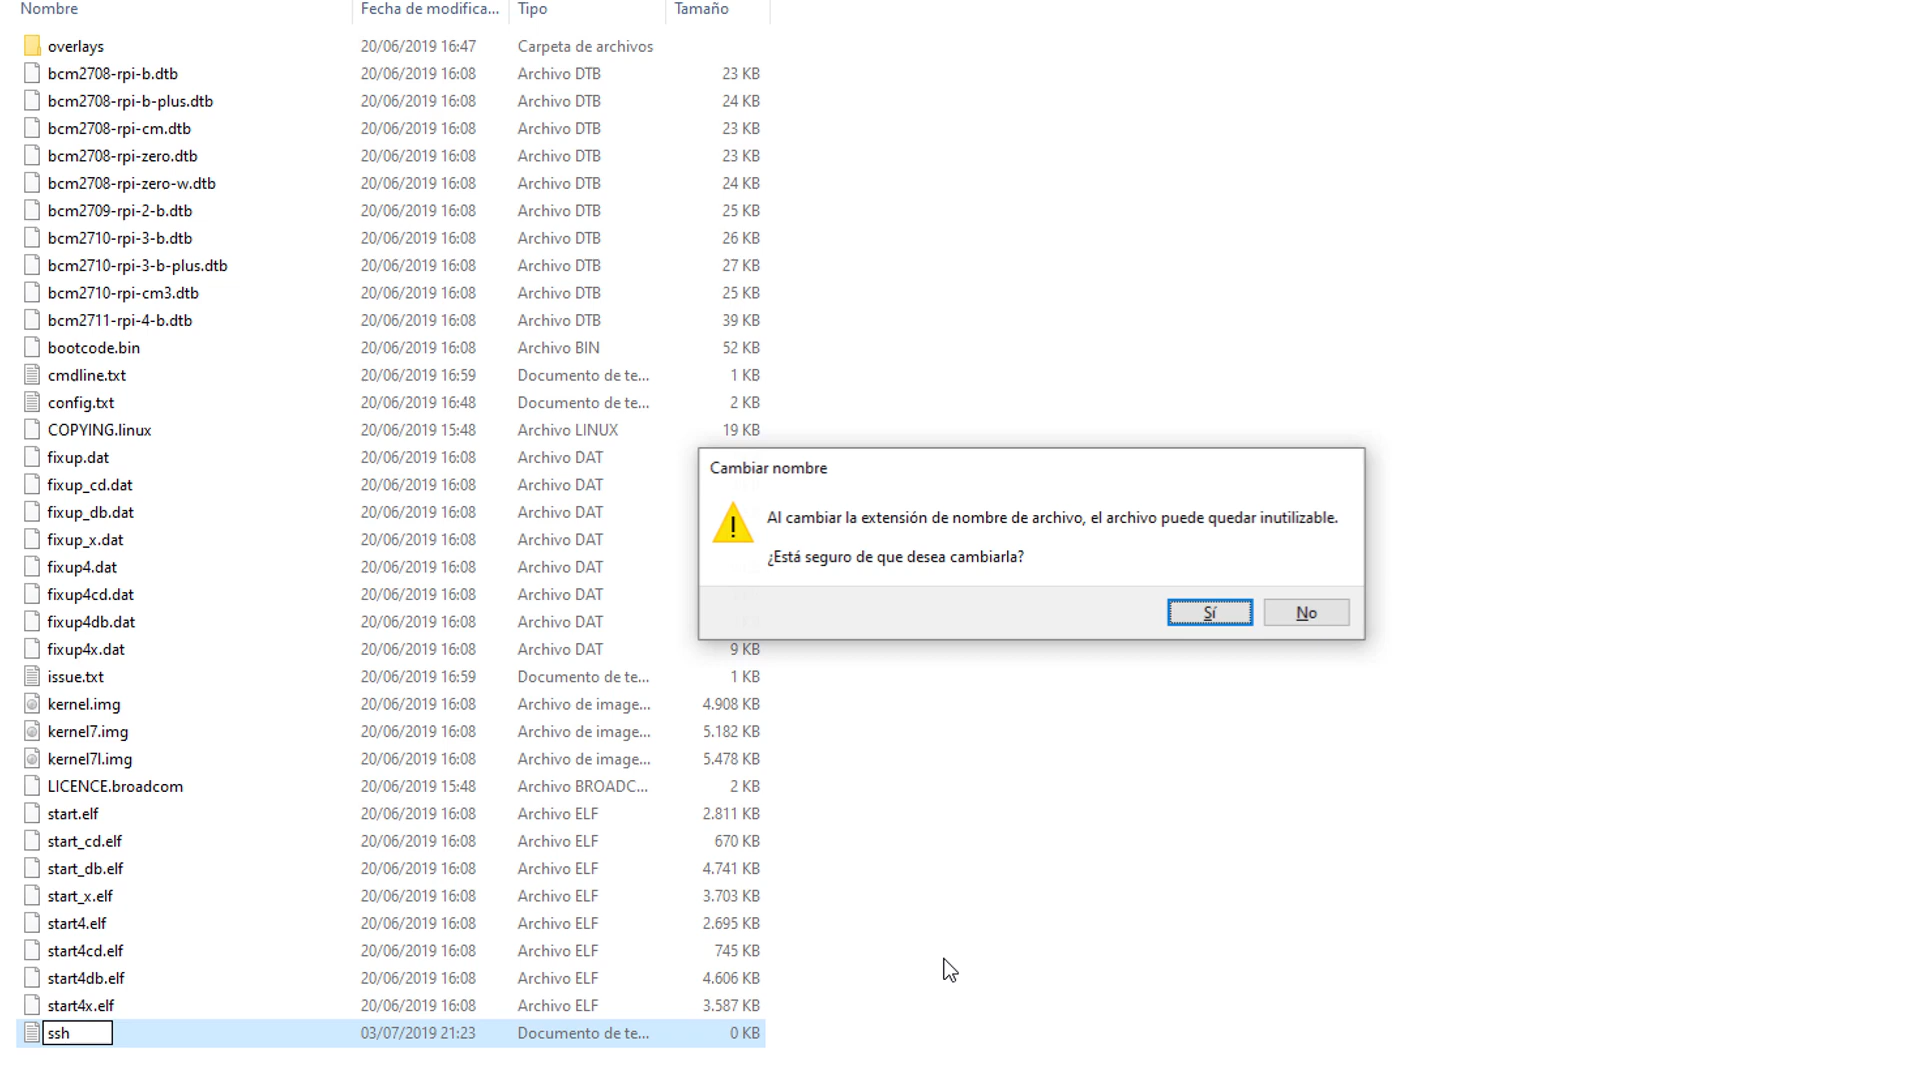 Nombre Fecha de modifica... Tipo Tamaño
overlays 20/06/2019 16:47 Carpeta de archivos
bcm2708-rpi-b.dtb 20/06/2019 16:08 Archivo DTB 23 KB
bcm2708-rpi-b-plus.dtb 20/06/2019 16:08 Archivo DTB 24 KB
bcm2708-rpi-cm.dtb 20/06/2019 16:08 Archivo DTB 23 KB
bcm2708-rpi-zero.dtb 20/06/2019 16:08 Archivo DTB 23 KB
bcm2708-rpi-zero-w.dtb 20/06/2019 16:08 Archivo DTB 24 KB
bcm2709-rpi-2-b.dtb 20/06/2019 16:08 Archivo DTB 25 KB
bcm2710-rpi-3-b.dtb 20/06/2019 16:08 Archivo DTB 26 KB
bcm2710-rpi-3-b-plus.dtb 20/06/2019 16:08 Archivo DTB 27 KB
bcm2710-rpi-cm3.dtb 20/06/2019 16:08 Archivo DTB 25 KB
bcm2711-rpi-4-b.dtb 20/06/2019 16:08 Archivo DTB 39 KB
bootcode.bin 20/06/2019 16:08 Archivo BIN 52 KB
cmdline.txt 20/06/2019 16:59 Documento de te... 1 KB
config.txt 20/06/2019 16:48 Documento de te... 2 KB
COPYING.linux 20/06/2019 15:48 Archivo LINUX 19 KB
fixup.dat 20/06/2019 16:08 Archivo DAT
fixup_cd.dat 20/06/2019 16:08 Archivo DAT
fixup_db.dat 20/06/2019 16:08 Archivo DAT
fixup_x.dat 20/06/2019 16:08 Archivo DAT
fixup4.dat 20/06/2019 16:08 Archivo DAT
fixup4cd.dat 20/06/2019 16:08 Archivo DAT
fixup4db.dat 20/06/2019 16:08 Archivo DAT
fixup4x.dat 20/06/2019 16:08 Archivo DAT 9 KB
issue.txt 20/06/2019 16:59 Documento de te... 1 KB
kernel.img 20/06/2019 16:08 Archivo de image... 4.908 KB
kernel7.img 20/06/2019 16:08 Archivo de image... 5.182 KB
kernel7l.img 20/06/2019 16:08 Archivo de image... 5.478 KB
LICENCE.broadcom 20/06/2019 15:48 Archivo BROADC... 2 KB
start.elf 20/06/2019 16:08 Archivo ELF 2.811 KB
start_cd.elf 20/06/2019 16:08 Archivo ELF 670 KB
start_db.elf 20/06/2019 16:08 Archivo ELF 4.741 KB
start_x.elf 20/06/2019 16:08 Archivo ELF 3.703 KB
start4.elf 20/06/2019 16:08 Archivo ELF 2.695 KB
start4cd.elf 20/06/2019 16:08 Archivo ELF 745 KB
start4db.elf 20/06/2019 16:08 Archivo ELF 4.606 KB
start4x.elf 20/06/2019 16:08 Archivo ELF 3.587 KB
ssh 03/07/2019 21:23 Documento de te... 0 KB
Cambiar nombre
Al cambiar la extensión de nombre de archivo, el archivo puede quedar inutilizable.
¿Está seguro de que desea cambiarla?
Sí No